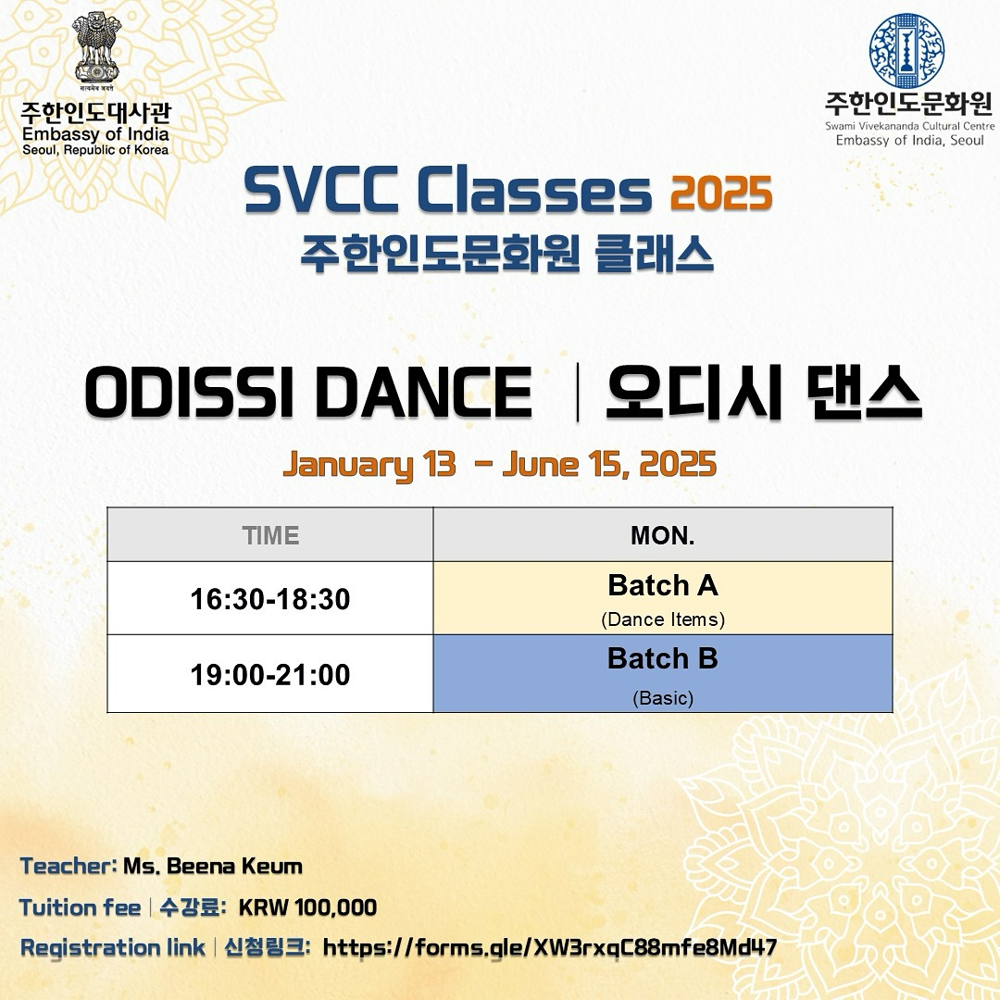 सत्यमेव जयते
주한인도대사관
Embassy of India
Seoul, Republic of Korea
주한인도문화원
Swami Vivekananda Cultural Centre
Embassy of India, Seoul
SVCC Classes 2025
주한인도문화원 클래스
ODISSI DANCE | 오디시 댄스
January 13 – June 15, 2025
TIME MON.
16:30-18:30 Batch A
(Dance Items)
19:00-21:00 Batch B
(Basic)
Teacher: Ms. Beena Keum
Tuition fee | 수강료: KRW 100,000
Registration link | 신청링크: https://forms.gle/XW3rxqC88mfe8Md47